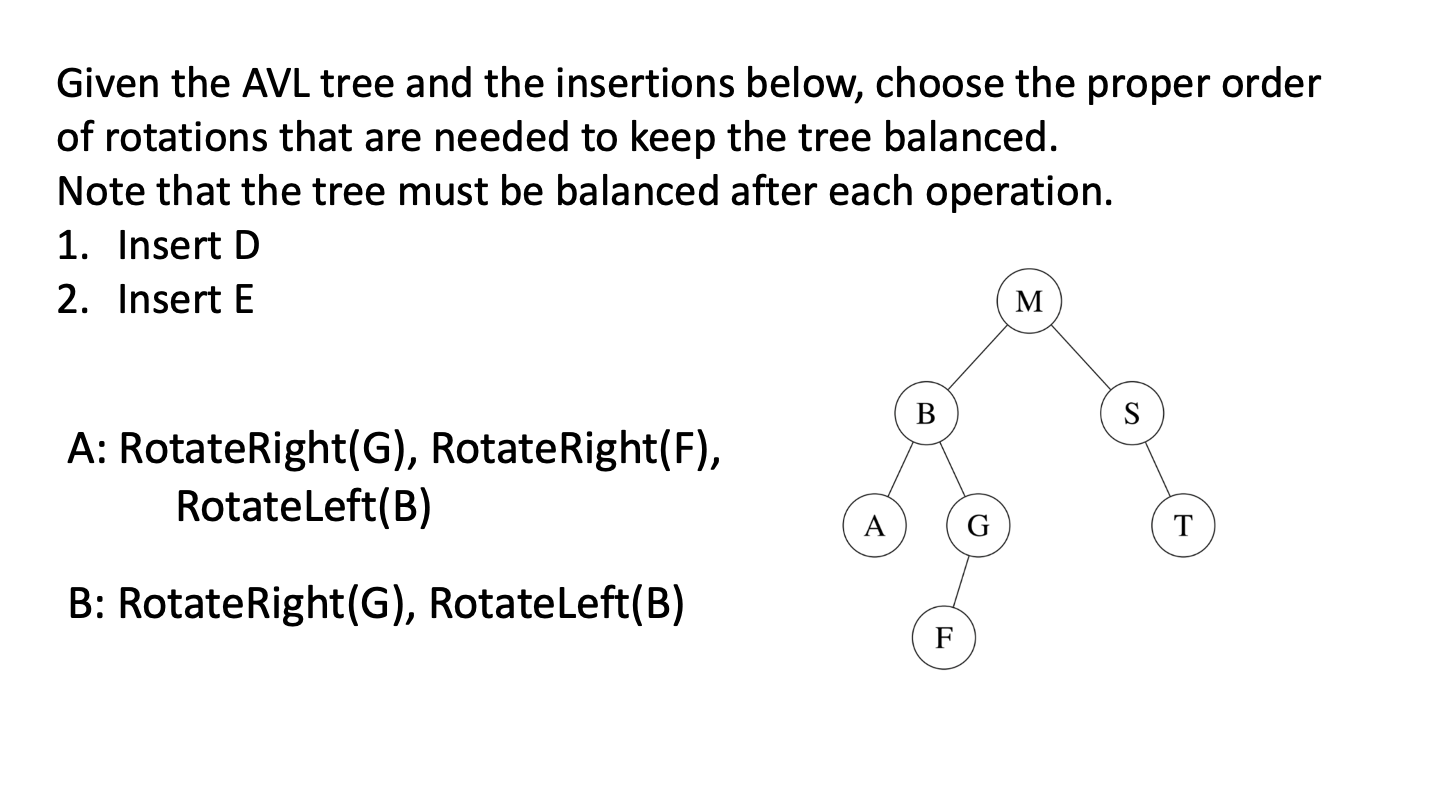 Given the AVL tree and the insertions below, choose the proper order
of rotations that are needed to keep the tree balanced.
Note that the tree must be balanced after each operation.
1. Insert D
2. Insert E
A: RotateRight(G), RotateRight(F),
RotateLeft(B)
B: RotateRight(G), RotateLeft(B)
M
B S
A G T
F